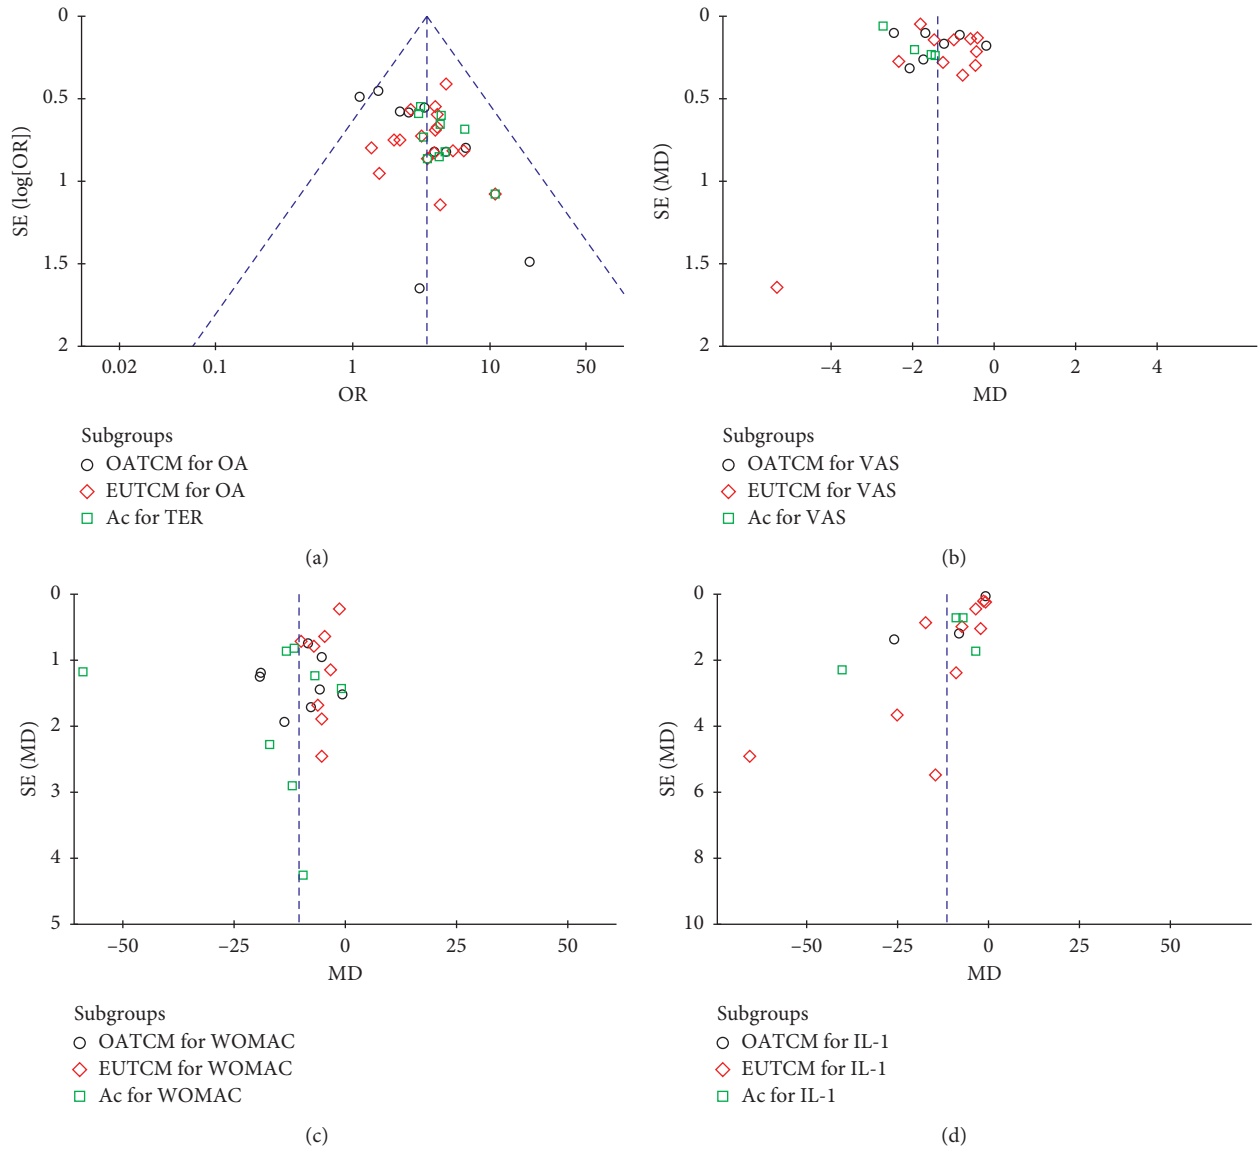 0
0.5
1
1.5
2
SE (log[OR])
0.02 0.1 1 10 50
OR
Subgroups
OATCM for OA
EUTCM for OA
Ac for TER
(a)
0
0.5
1
1.5
2
SE (MD)
−4 −2 0 2 4
MD
Subgroups
OATCM for VAS
EUTCM for VAS
Ac for VAS
(b)
0
1
2
3
4
5
SE (MD)
−50 −25 0 25 50
MD
Subgroups
OATCM for WOMAC
EUTCM for WOMAC
Ac for WOMAC
(c)
0
2
4
6
8
10
SE (MD)
−50 −25 0 25 50
MD
Subgroups
OATCM for IL-1
EUTCM for IL-1
Ac for IL-1
(d)